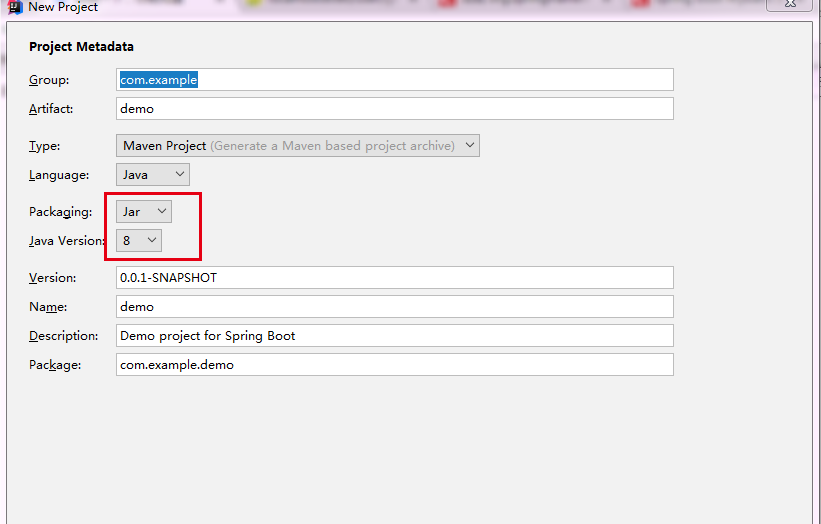 New Project
Project Metadata
Group: com.example
Artifact: demo
Type: Maven Project (Generate a Maven based project archive)
Language: Java
Packaging: Jar
Java Version: 8
Version: 0.0.1-SNAPSHOT
Name: demo
Description: Demo project for Spring Boot
Package: com.example.demo